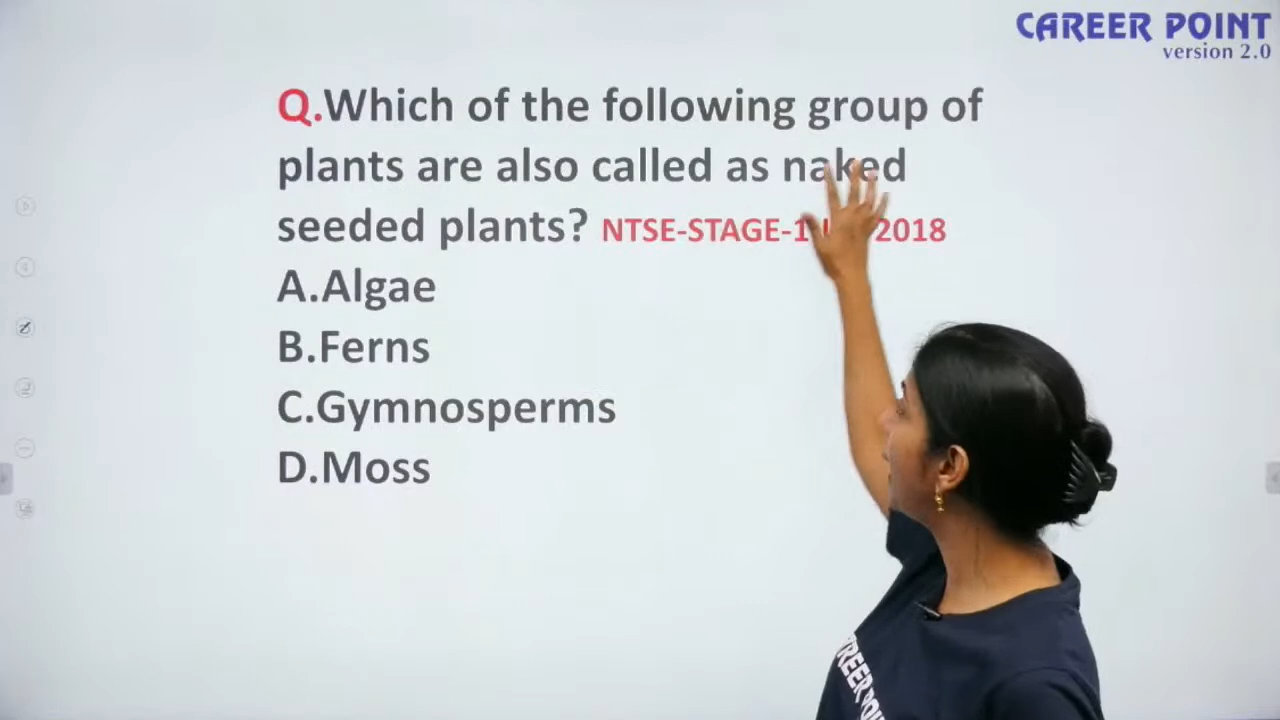 CAREER POINT
version 2.0
Q.Which of the following group of
plants are also called as naked
seeded plants? NTSE-STAGE-1 2018
A.Algae
B.Ferns
C.Gymnosperms
D.Moss